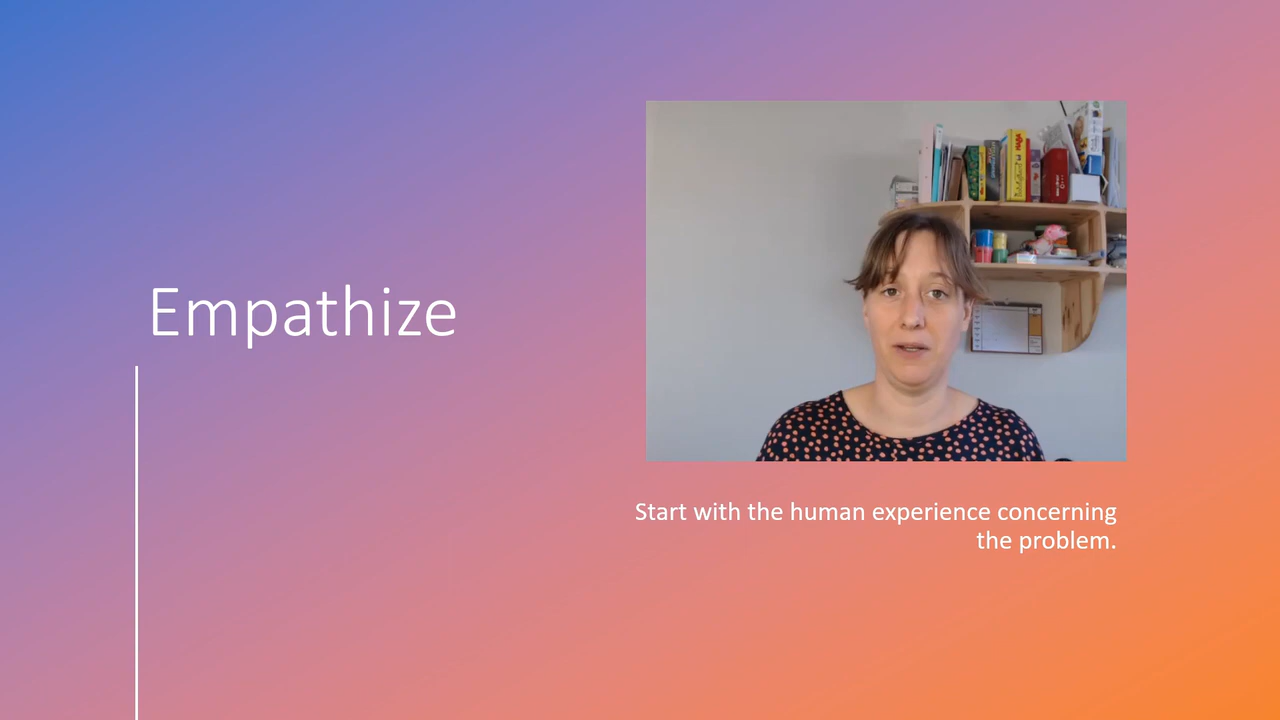 Empathize
Start with the human experience concerning
the problem.